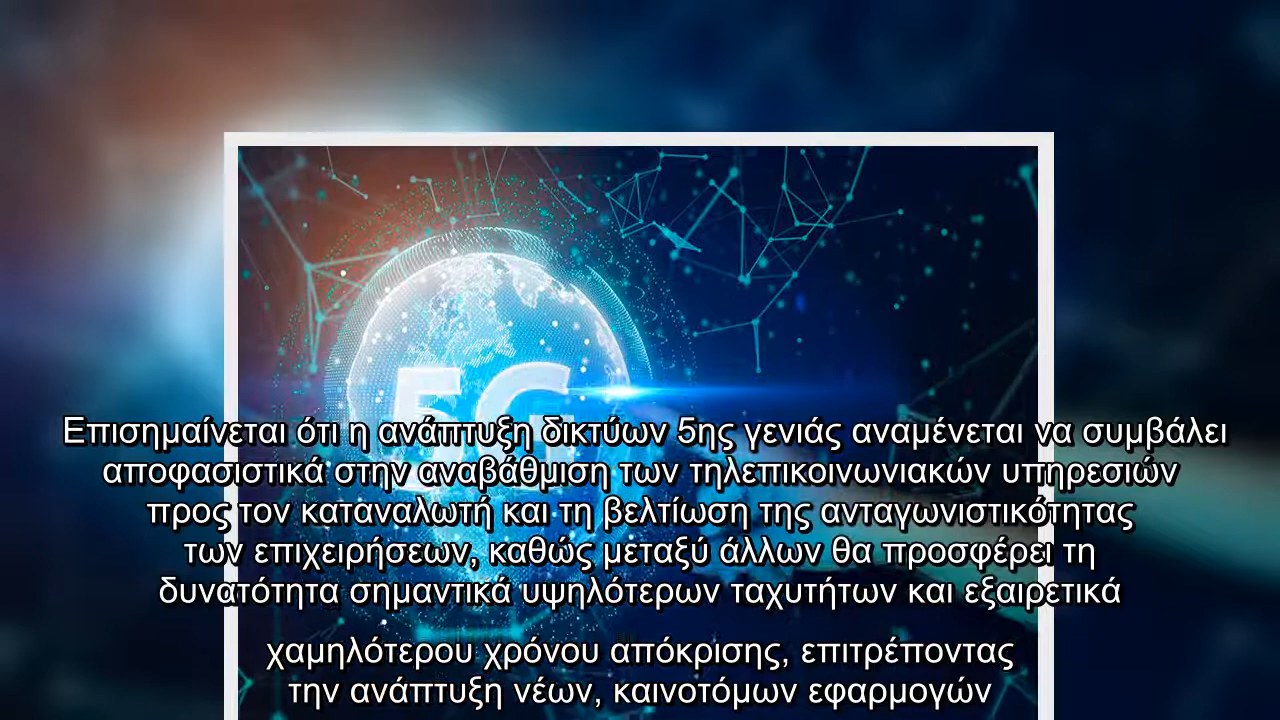 5G
Επισημαίνεται ότι η ανάπτυξη δικτύων 5ης γενιάς αναμένεται να συμβάλει
αποφασιστικά στην αναβάθμιση των τηλεπικοινωνιακών υπηρεσιών
προς τον καταναλωτή και τη βελτίωση της ανταγωνιστικότητας
των επιχειρήσεων, καθώς μεταξύ άλλων θα προσφέρει τη
δυνατότητα σημαντικά υψηλότερων ταχυτήτων και εξαιρετικά
χαμηλότερου χρόνου απόκρισης, επιτρέποντας
την ανάπτυξη νέων, καινοτόμων εφαρμογών